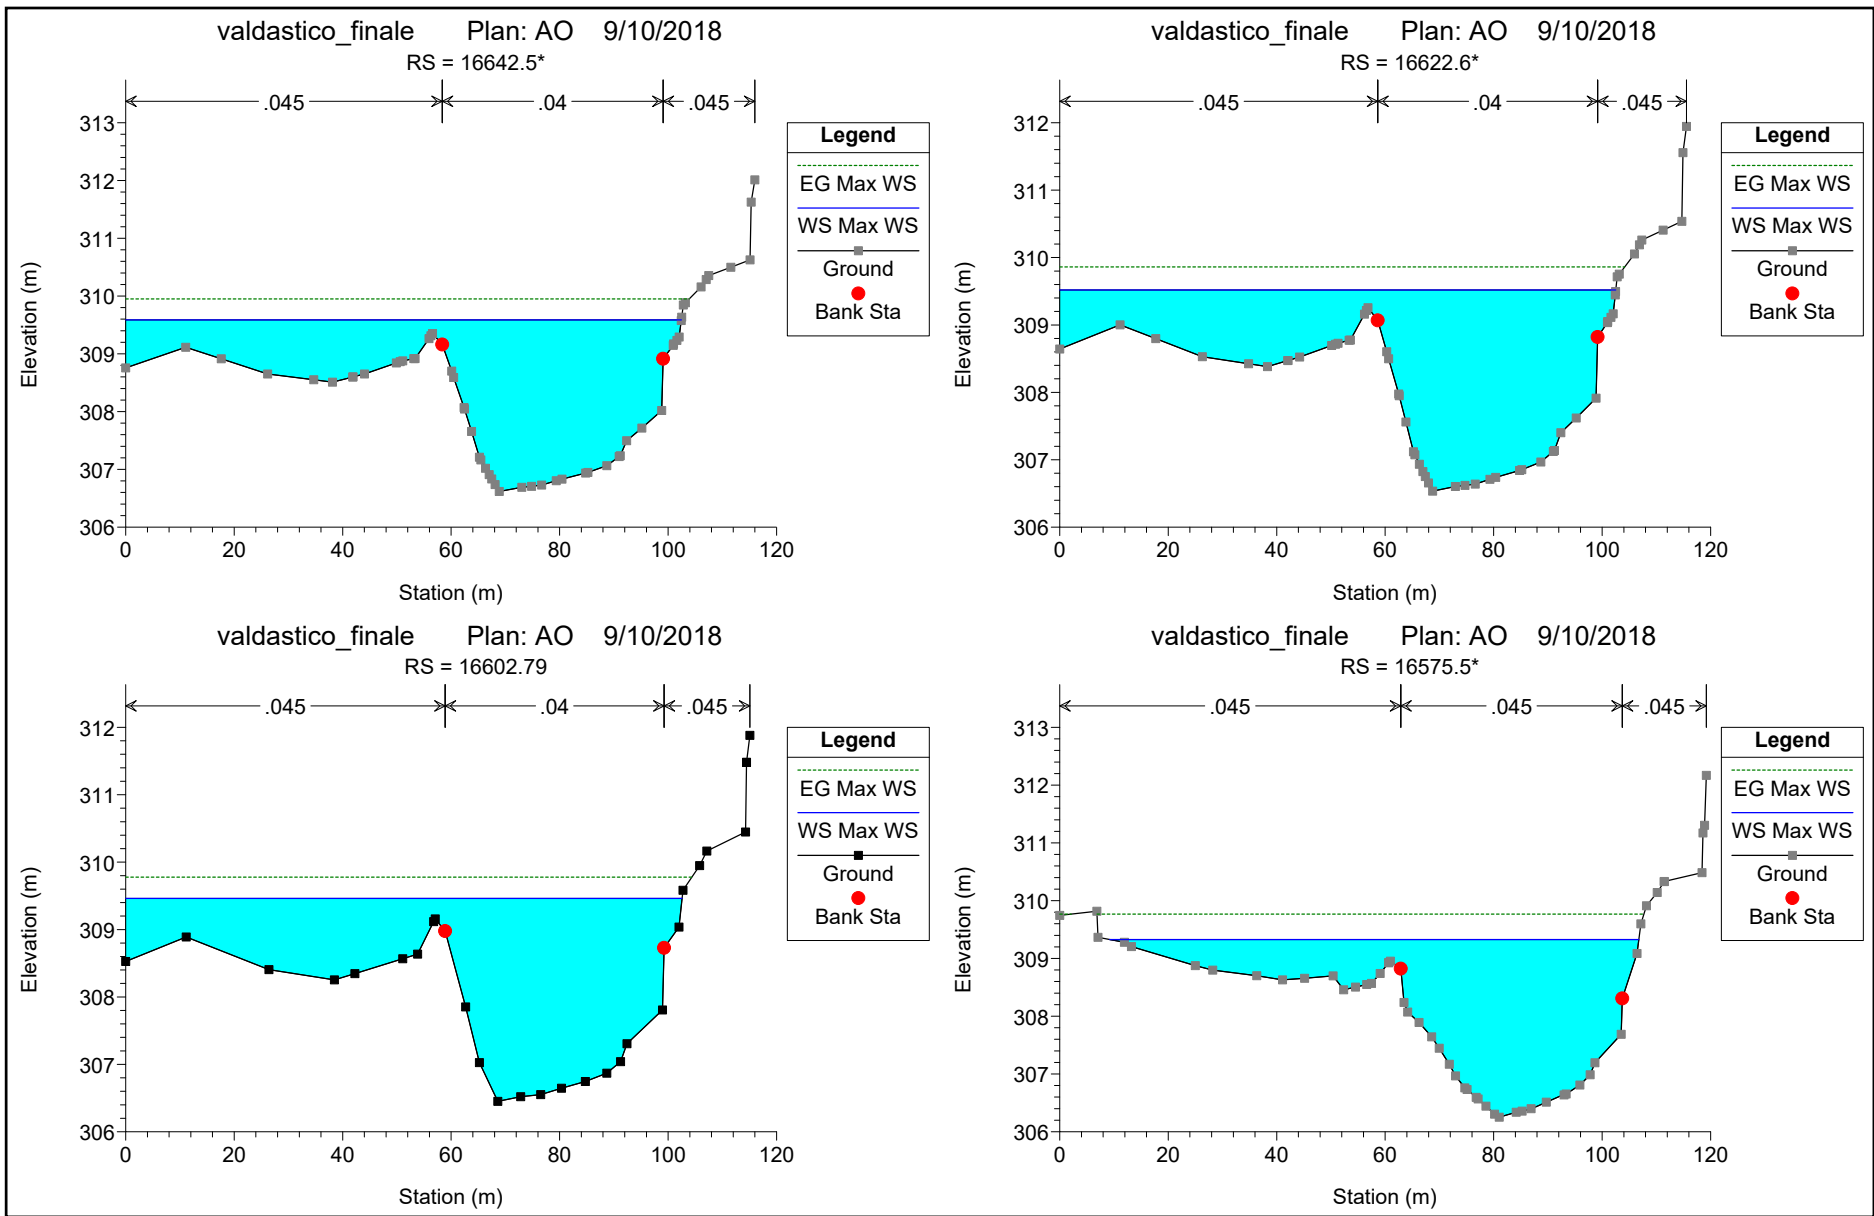 valdastico_finale Plan: AO 9/10/2018
RS = 16642.5*
.045 .04 .045
313
312
311
310
309
308
307
306
Elevation (m)
0 20 40 60 80 100 120
Station (m)
Legend
EG Max WS
WS Max WS
Ground
Bank Sta
valdastico_finale Plan: AO 9/10/2018
RS = 16622.6*
.045 .04 .045
312
311
310
309
308
307
306
Elevation (m)
0 20 40 60 80 100 120
Station (m)
Legend
EG Max WS
WS Max WS
Ground
Bank Sta
valdastico_finale Plan: AO 9/10/2018
RS = 16602.79
.045 .04 .045
312
311
310
309
308
307
306
Elevation (m)
0 20 40 60 80 100 120
Station (m)
Legend
EG Max WS
WS Max WS
Ground
Bank Sta
valdastico_finale Plan: AO 9/10/2018
RS = 16575.5*
.045 .045 .045
313
312
311
310
309
308
307
306
Elevation (m)
0 20 40 60 80 100 120
Station (m)
Legend
EG Max WS
WS Max WS
Ground
Bank Sta